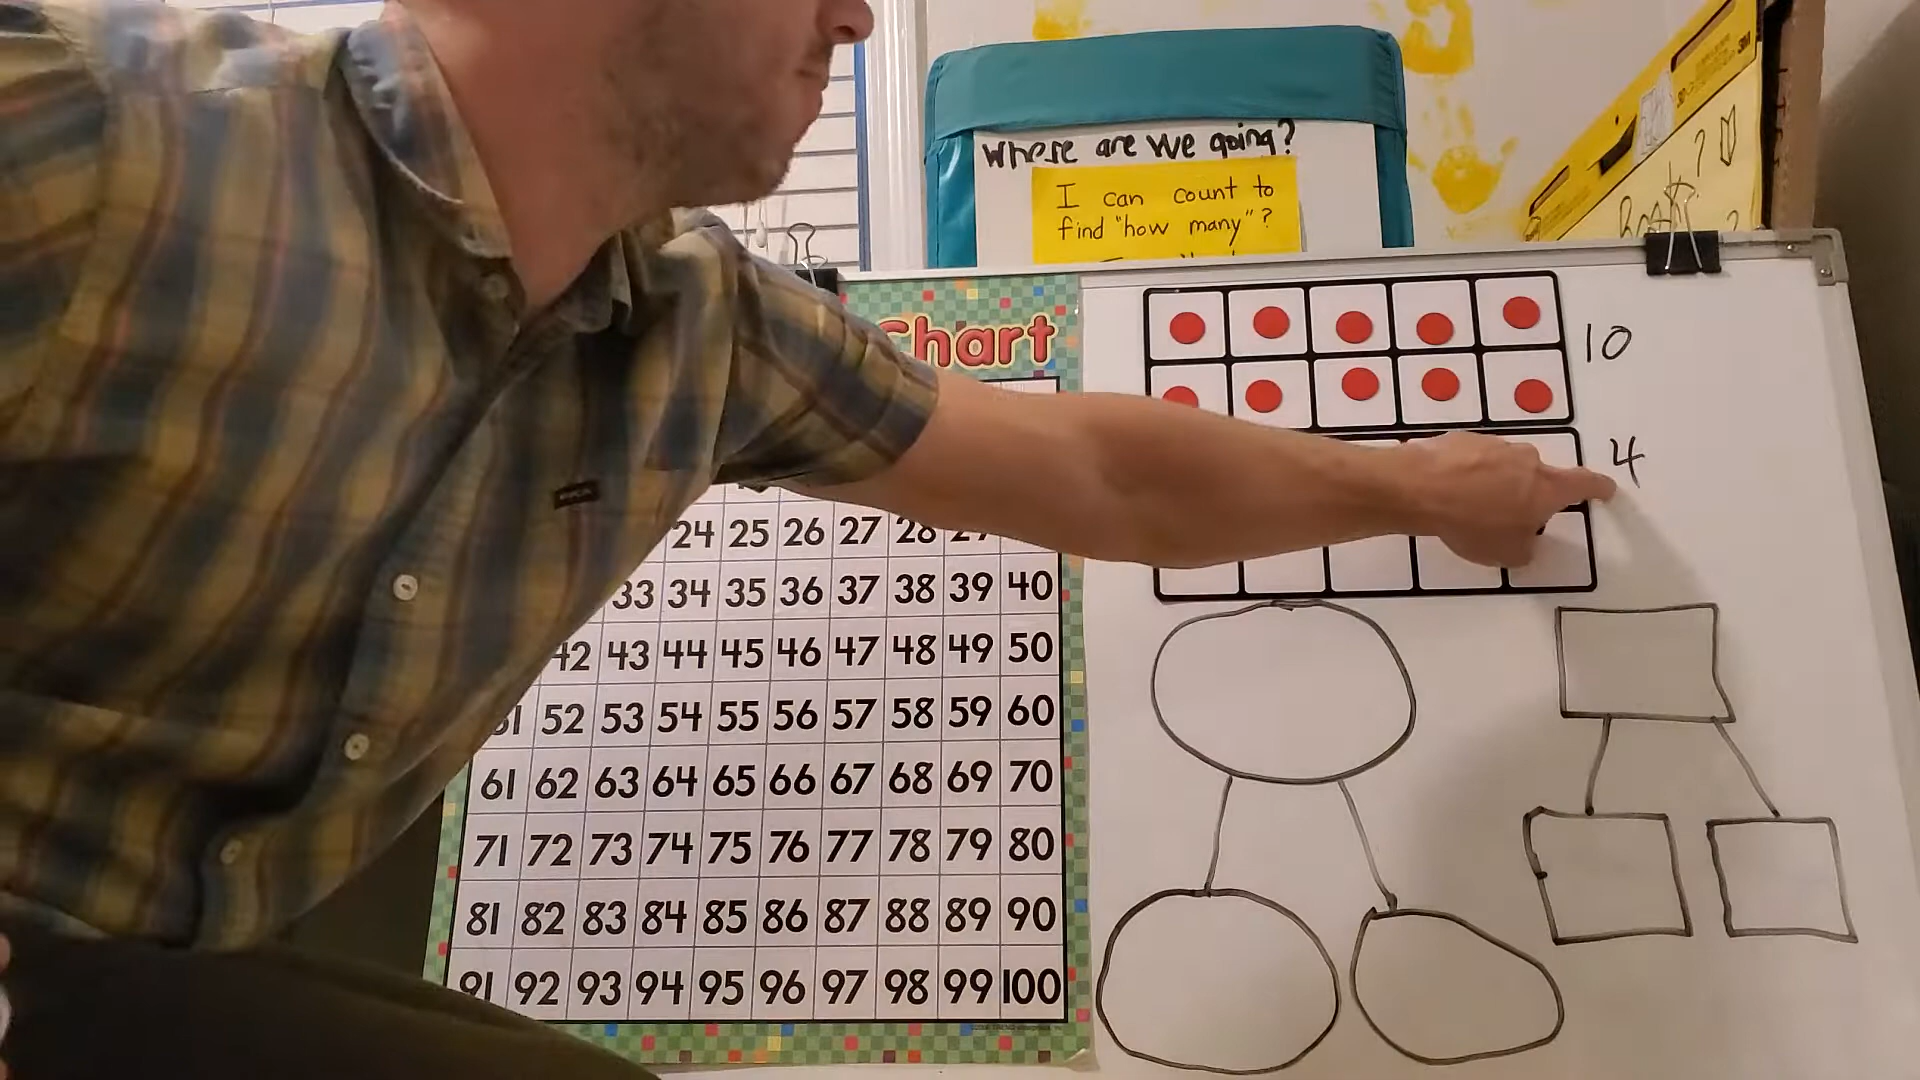 Where are we going?
I can count to
find "how many"?
Chart
10
4
24 25 26 27 28 29
33 34 35 36 37 38 39 40
42 43 44 45 46 47 48 49 50
51 52 53 54 55 56 57 58 59 60
61 62 63 64 65 66 67 68 69 70
71 72 73 74 75 76 77 78 79 80
81 82 83 84 85 86 87 88 89 90
91 92 93 94 95 96 97 98 99 100
3M